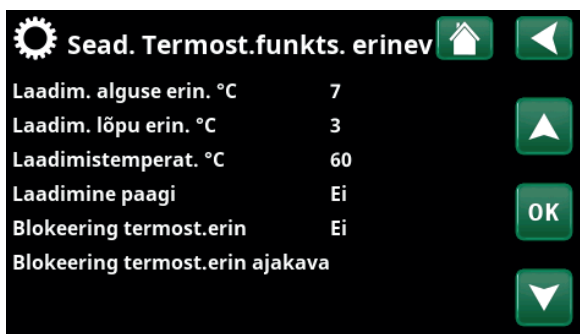 Sead. Termost.funkts. erinev
Laadim. alguse erin. °C 7
Laadim. lõpu erin. °C 3
Laadimistemperat. °C 60
Laadimine paagi Ei
Blokeering termost.erin Ei
OK
Blokeering termost.erin ajakava